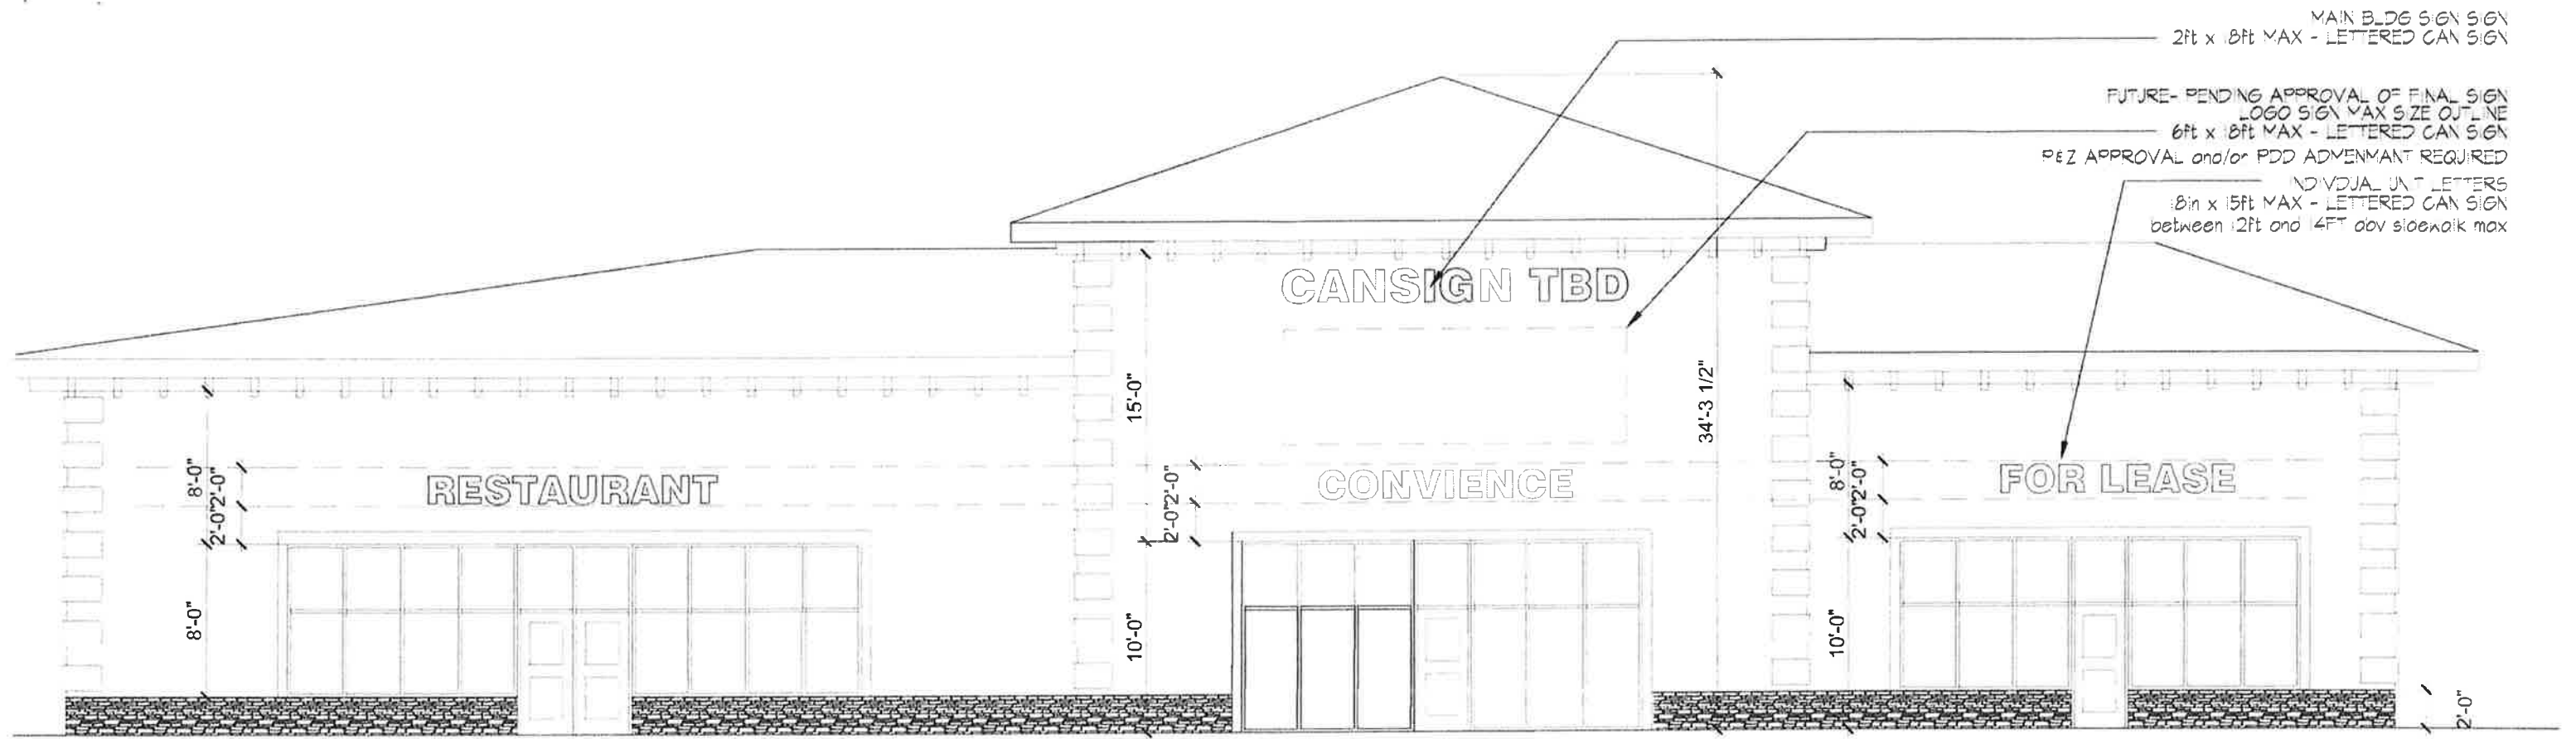 MAIN BLDG SIGN SIGN
2ft x 18ft MAX - LETTERED CAN SIGN
FUTURE- PENDING APPROVAL OF FINAL SIGN
LOGO SIGN MAX SIZE OUTLINE
6ft x 18ft MAX - LETTERED CAN SIGN
P&Z APPROVAL and/or PDD ADMENMANT REQUIRED
INDIVDUAL UNIT LETTERS
18in x 15ft MAX - LETTERED CAN SIGN
between 12ft and 14FT abv sidewalk max
CANSIGN TBD
15'-0"
34'-3 1/2"
RESTAURANT
CONVIENCE
FOR LEASE
8'-0"
2'-0"
2'-0"
2'-0"
2'-0"
8'-0"
2'-0"
2'-0"
8'-0"
10'-0"
10'-0"
2'-0"